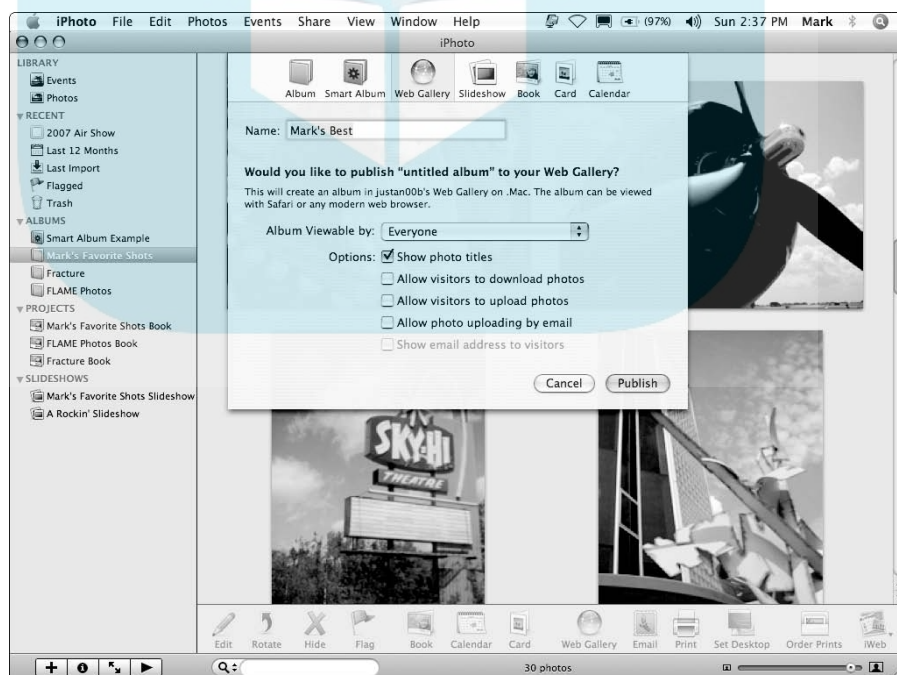 iPhoto File Edit Photos Events Share View Window Help (97%) Sun 2:37 PM Mark
iPhoto
LIBRARY
Events
Photos
RECENT
2007 Air Show
Last 12 Months
Last Import
Flagged
Trash
ALBUMS
Smart Album Example
Mark's Favorite Shots
Fracture
FLAME Photos
PROJECTS
Mark's Favorite Shots Book
FLAME Photos Book
Fracture Book
SLIDESHOWS
Mark's Favorite Shots Slideshow
A Rockin' Slideshow
Album Smart Album Web Gallery Slideshow Book Card Calendar
Name: Mark's Best
Would you like to publish "untitled album" to your Web Gallery?
This will create an album in justan00b's Web Gallery on .Mac. The album can be viewed
with Safari or any modern web browser.
Album Viewable by: Everyone
Options: Show photo titles
Allow visitors to download photos
Allow visitors to upload photos
Allow photo uploading by email
Show email address to visitors
Cancel Publish
SKY-HI
THEATRE
Edit Rotate Hide Flag Book Calendar Card Web Gallery Email Print Set Desktop Order Prints iWeb
30 photos